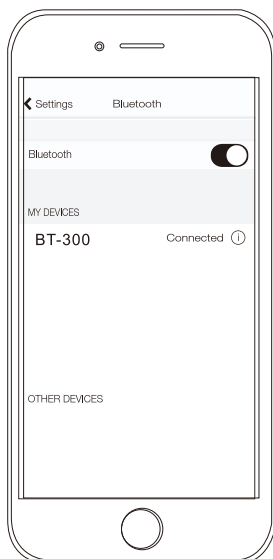 Settings Bluetooth
Bluetooth
MY DEVICES
BT-300 Connected i
OTHER DEVICES